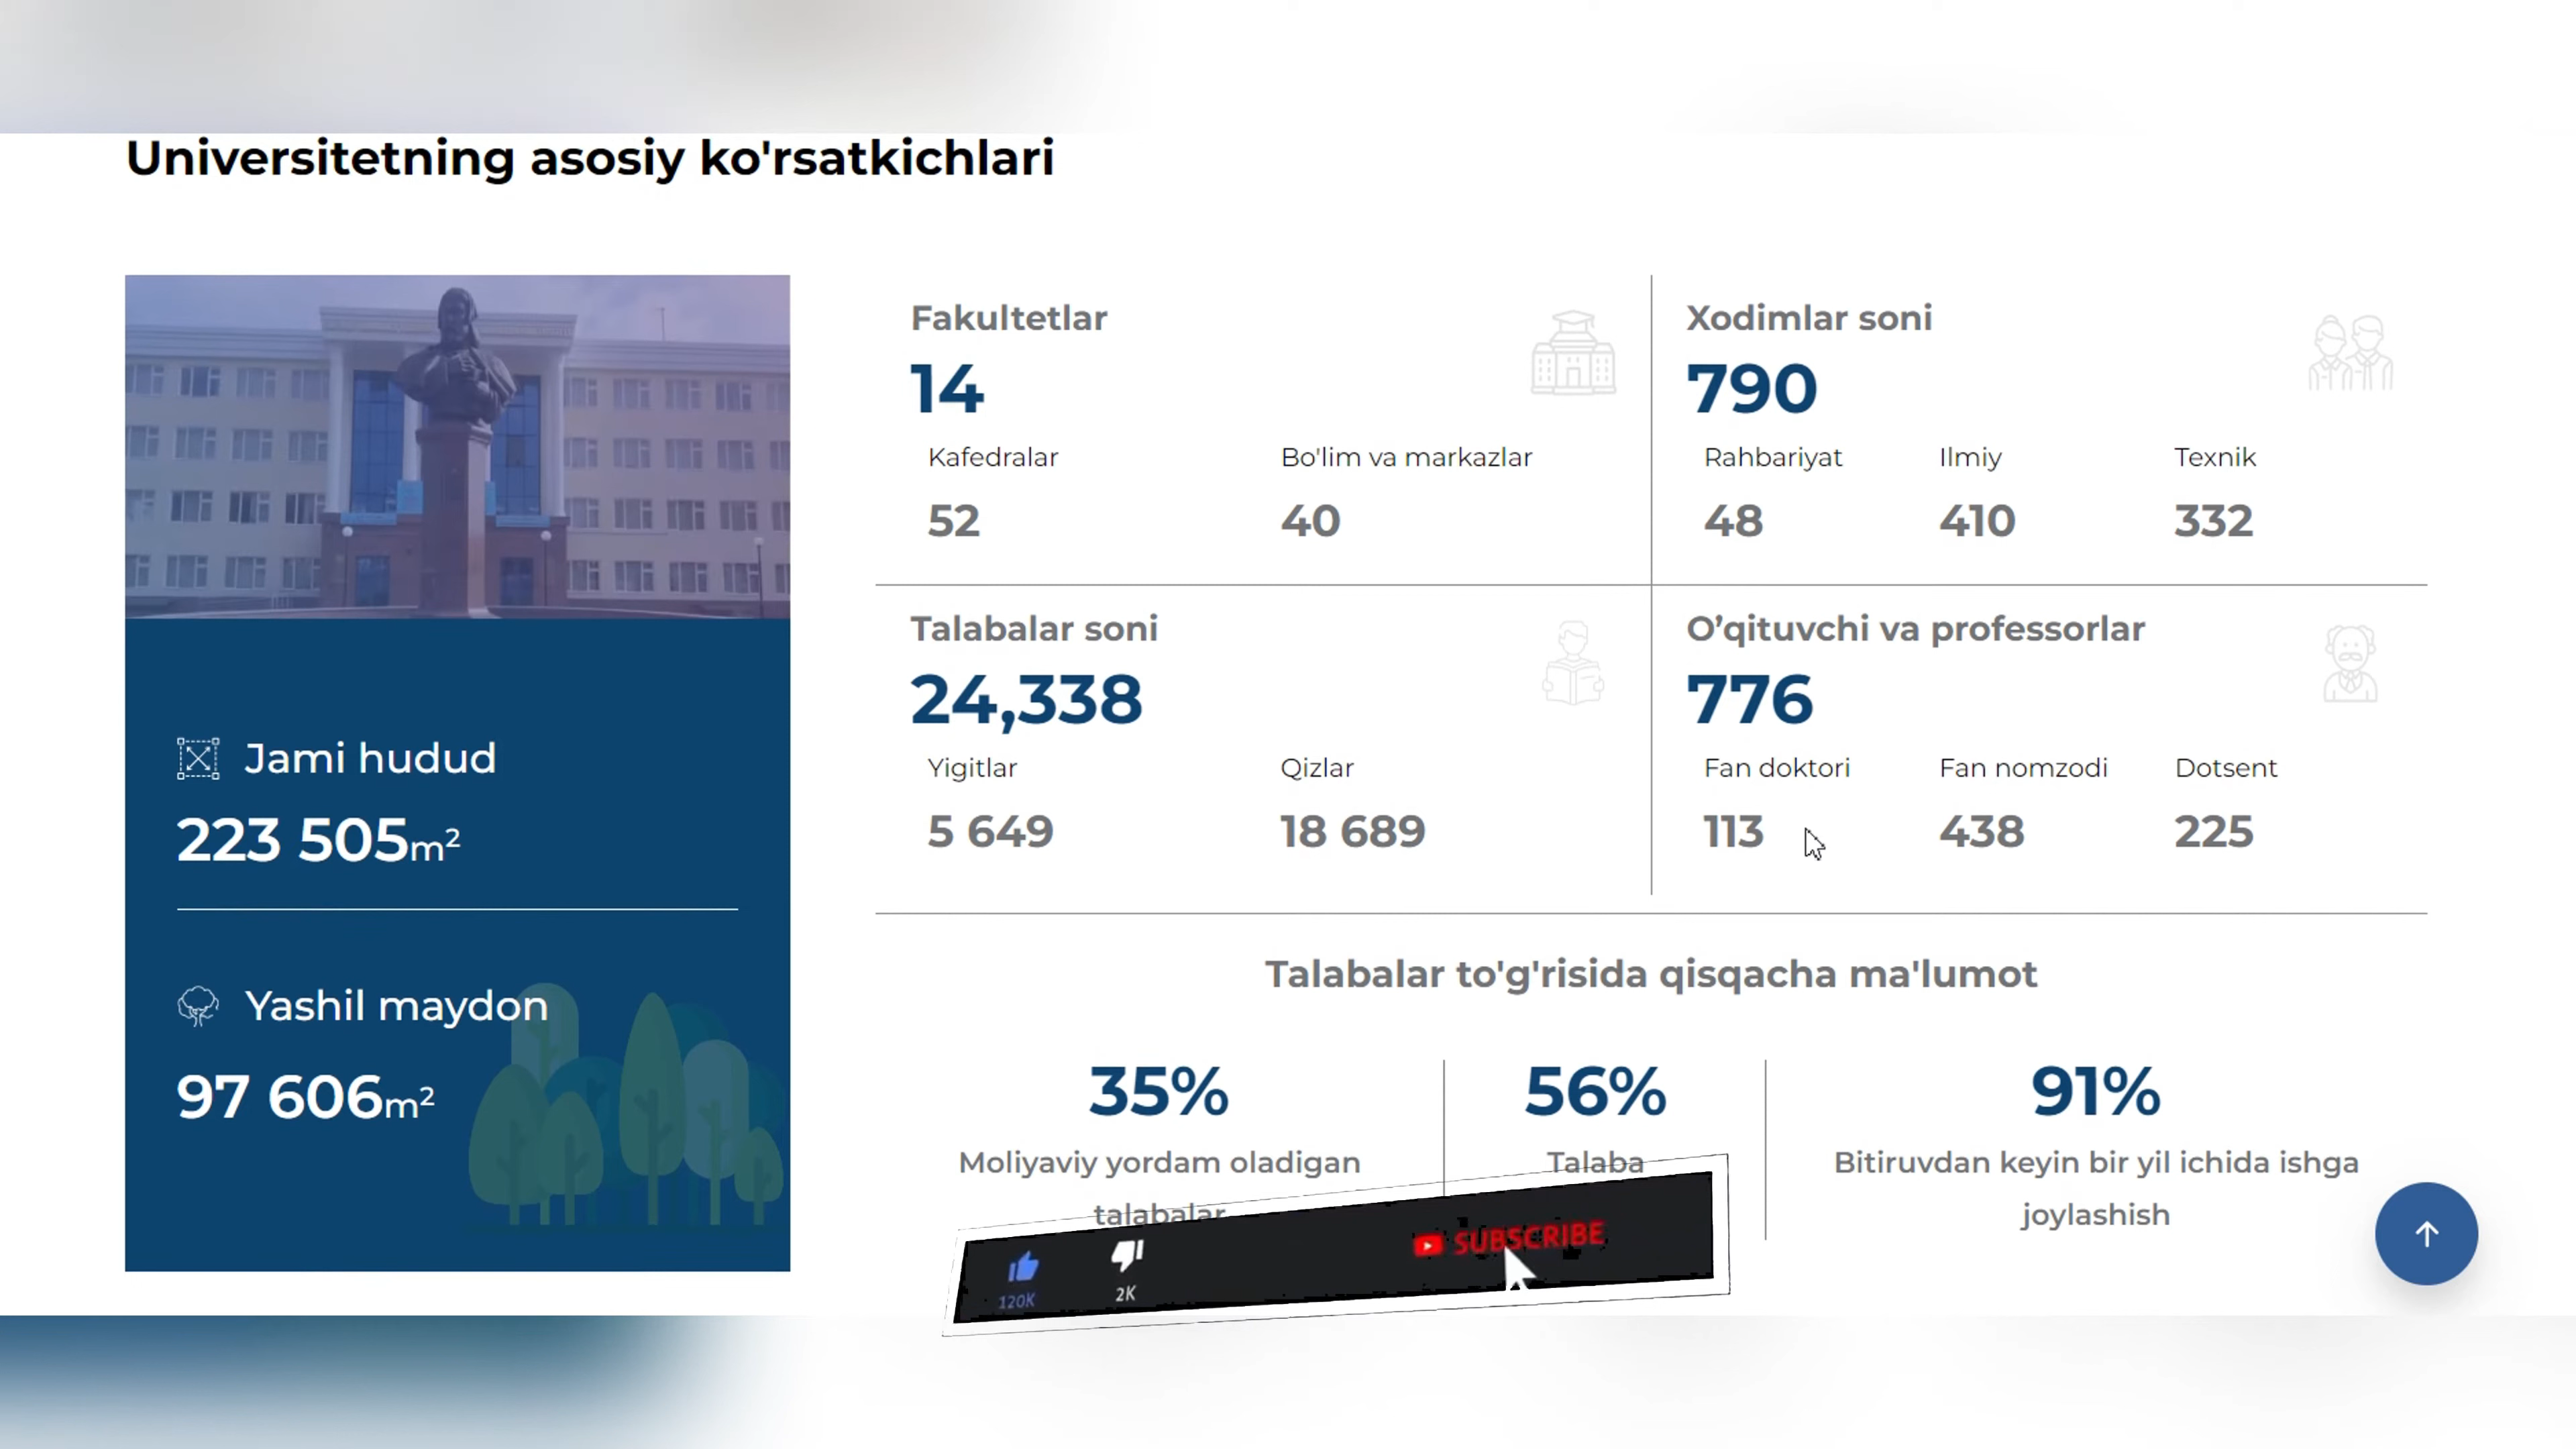 Universitetning asosiy ko'rsatkichlari
Jami hudud
223 505m²
Yashil maydon
97 606m²
Fakultetlar
14
Kafedralar
52
Bo'lim va markazlar
40
Xodimlar soni
790
Rahbariyat
48
Ilmiy
410
Texnik
332
Talabalar soni
24,338
Yigitlar
5 649
Qizlar
18 689
O’qituvchi va professorlar
776
Fan doktori
113
Fan nomzodi
438
Dotsent
225
Talabalar to'g'risida qisqacha ma'lumot
35%
Moliyaviy yordam oladigan
talabalar
56%
Talaba
91%
Bitiruvdan keyin bir yil ichida ishga
joylashish
120K
2K
SUBSCRIBE